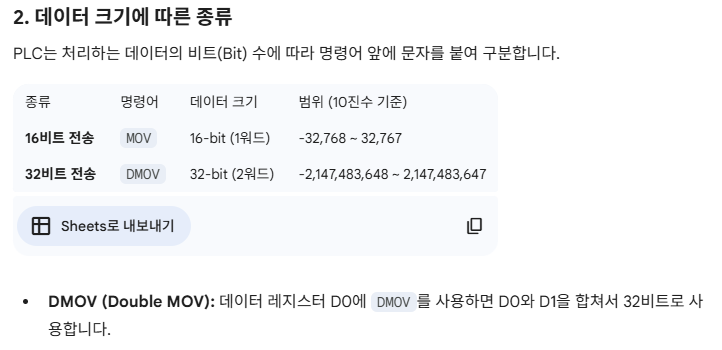 2. 데이터 크기에 따른 종류
PLC는 처리하는 데이터의 비트(Bit) 수에 따라 명령어 앞에 문자를 붙여 구분합니다.
종류 명령어 데이터 크기 범위 (10진수 기준)
16비트 전송 MOV 16-bit (1워드) -32,768 ~ 32,767
32비트 전송 DMOV 32-bit (2워드) -2,147,483,648 ~ 2,147,483,647
Sheets로 내보내기
• DMOV (Double MOV): 데이터 레지스터 D0에 DMOV 를 사용하면 D0와 D1을 합쳐서 32비트로 사
용합니다.